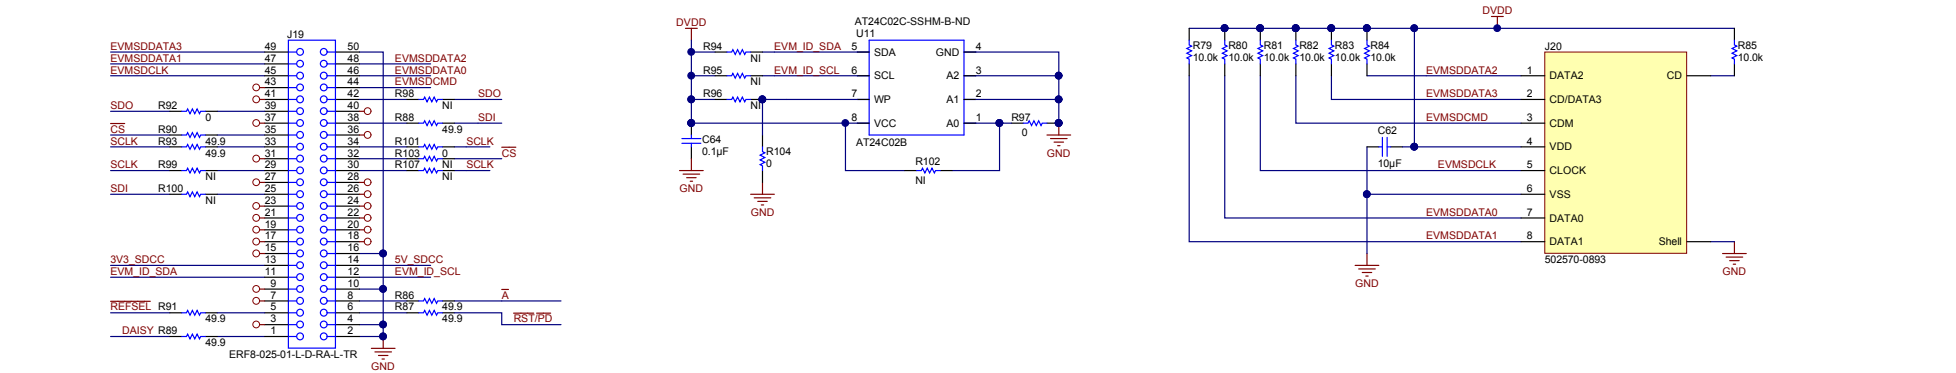 J19
EVMSDDATA3 49 50
EVMSDDATA1 47 48 EVMSDDATA2
EVMSDCLK 45 46 EVMSDDATA0
43 44 EVMSDCMD
41 42 R98 NI SDO
SDO R92 0 39 40
37 38 R88 49.9 SDI
CS R90 49.9 35 36
SCLK R93 49.9 33 34 R101 0 SCLK
31 32 R103 NI CS
SCLK R99 NI 29 30 R107 NI SCLK
27 28
SDI R100 NI 25 26
23 24
21 22
19 20
17 18
15 16
3V3_SDCC 13 14 5V_SDCC
EVM_ID_SDA 11 12 EVM_ID_SCL
9 10
7 8 R86 49.9 A
REFSEL R91 49.9 5 6 R87 49.9 RST/PD
3 4
DAISY R89 49.9 1 2
ERF8-025-01-L-D-RA-L-TR
GND
AT24C02C-SSHM-B-ND
DVDD
U11
R94 NI EVM_ID_SDA 5 SDA GND 4
R95 NI EVM_ID_SCL 6 SCL A2 3
R96 NI 7 WP A1 2
8 VCC A0 1 R97 0
AT24C02B
C64
0.1µF
R104
0
R102
NI
GND
GND
GND
DVDD
J20
R79 R80 R81 R82 R83 R84 R85
10.0k 10.0k 10.0k 10.0k 10.0k 10.0k 10.0k
EVMSDDATA2 1 DATA2 CD
EVMSDDATA3 2 CD/DATA3
EVMSDCMD 3 CDM
C62
10µF
4 VDD
EVMSDCLK 5 CLOCK
6 VSS
EVMSDDATA0 7 DATA0
EVMSDDATA1 8 DATA1 Shell
502570-0893
GND
GND